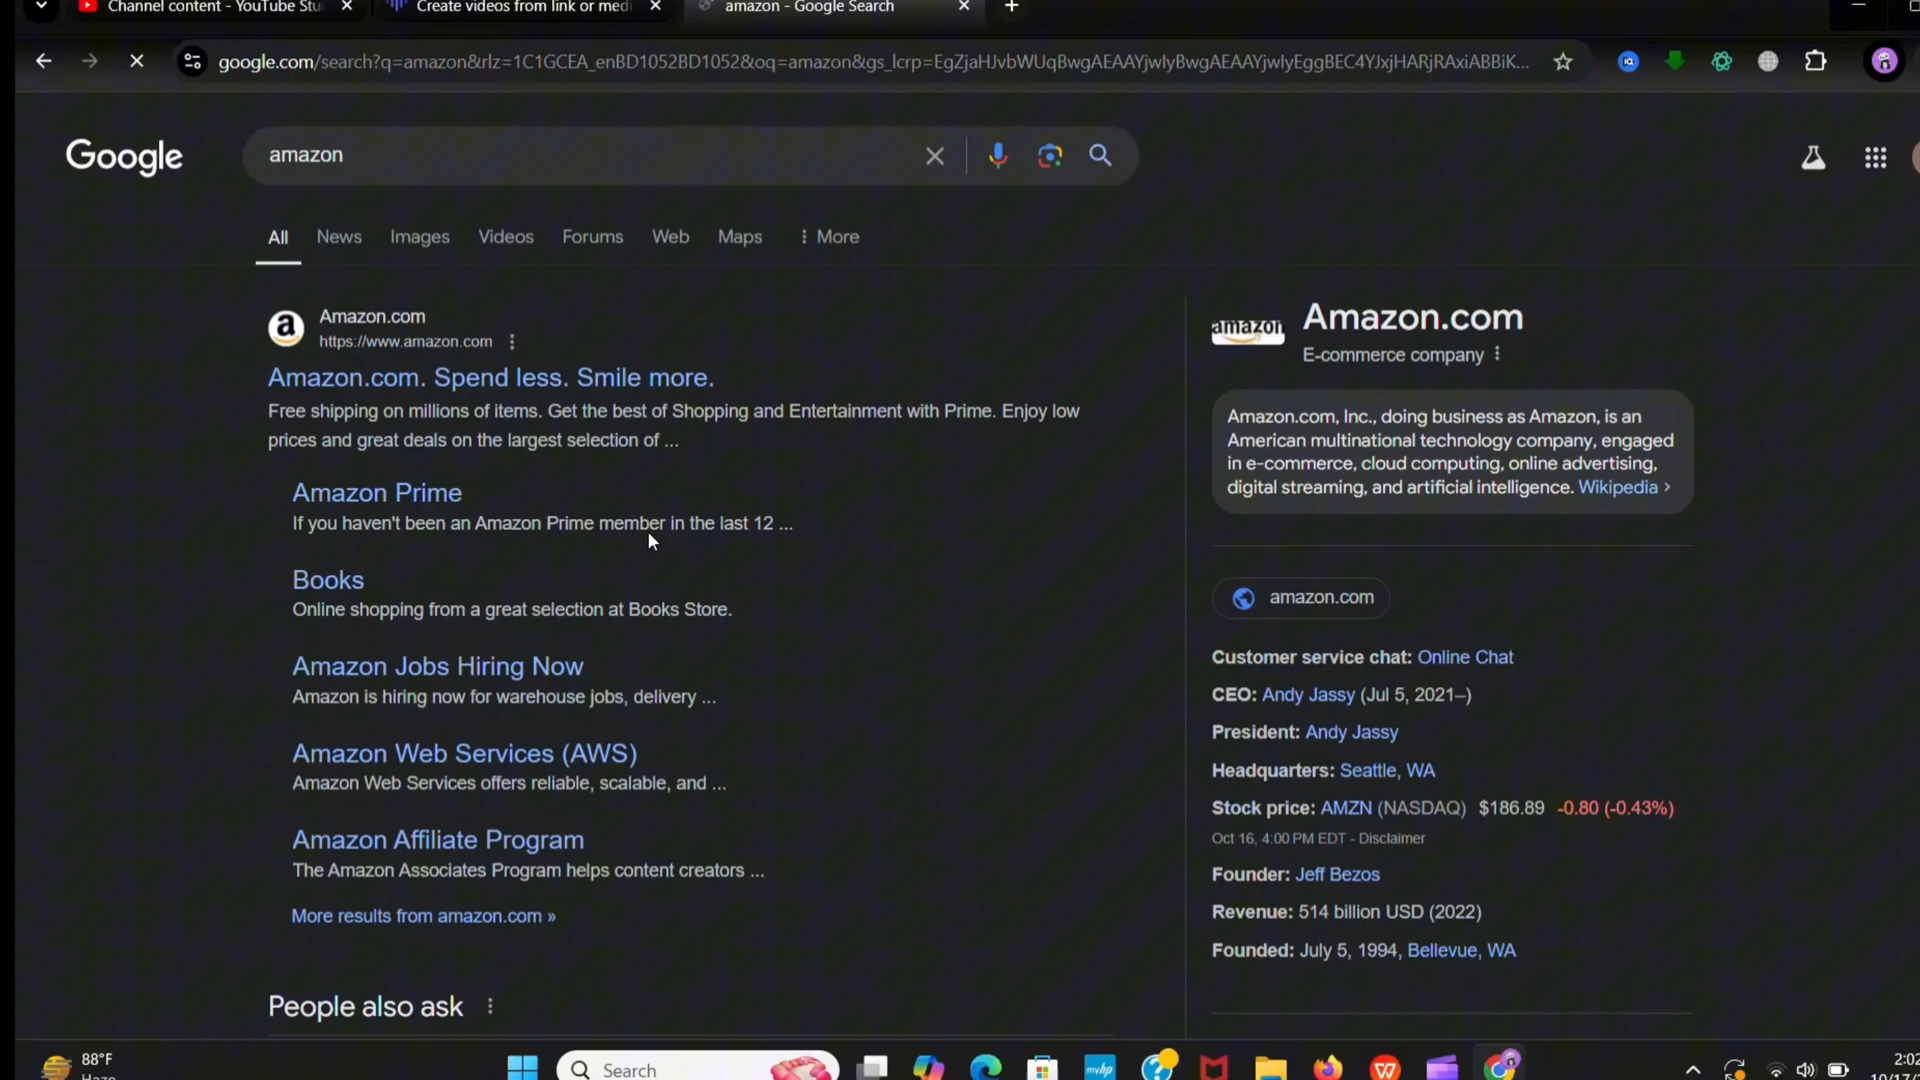 Channel content - YouTube Stu
Create videos from link or medi
amazon - Google Search
google.com/search?q=amazon&rlz=1C1GCEA_enBD1052BD1052&oq=amazon&gs_lcrp=EgZjaHJvbWUqBwgAEAAYjwIyBwgAEAAYjwIyEggBEC4YJxjHARjRAxiABBiK...
Google
amazon
All News Images Videos Forums Web Maps More
Amazon.com
https://www.amazon.com
Amazon.com. Spend less. Smile more.
Free shipping on millions of items. Get the best of Shopping and Entertainment with Prime. Enjoy low
prices and great deals on the largest selection of ...
Amazon Prime
If you haven't been an Amazon Prime member in the last 12 ...
Books
Online shopping from a great selection at Books Store.
Amazon Jobs Hiring Now
Amazon is hiring now for warehouse jobs, delivery ...
Amazon Web Services (AWS)
Amazon Web Services offers reliable, scalable, and ...
Amazon Affiliate Program
The Amazon Associates Program helps content creators ...
More results from amazon.com »
People also ask
amazon
Amazon.com
E-commerce company
Amazon.com, Inc., doing business as Amazon, is an
American multinational technology company, engaged
in e-commerce, cloud computing, online advertising,
digital streaming, and artificial intelligence. Wikipedia ›
amazon.com
Customer service chat: Online Chat
CEO: Andy Jassy (Jul 5, 2021–)
President: Andy Jassy
Headquarters: Seattle, WA
Stock price: AMZN (NASDAQ) $186.89 -0.80 (-0.43%)
Oct 16, 4:00 PM EDT - Disclaimer
Founder: Jeff Bezos
Revenue: 514 billion USD (2022)
Founded: July 5, 1994, Bellevue, WA
88°F
Haze
Search
myhp
2:02
10/17/2